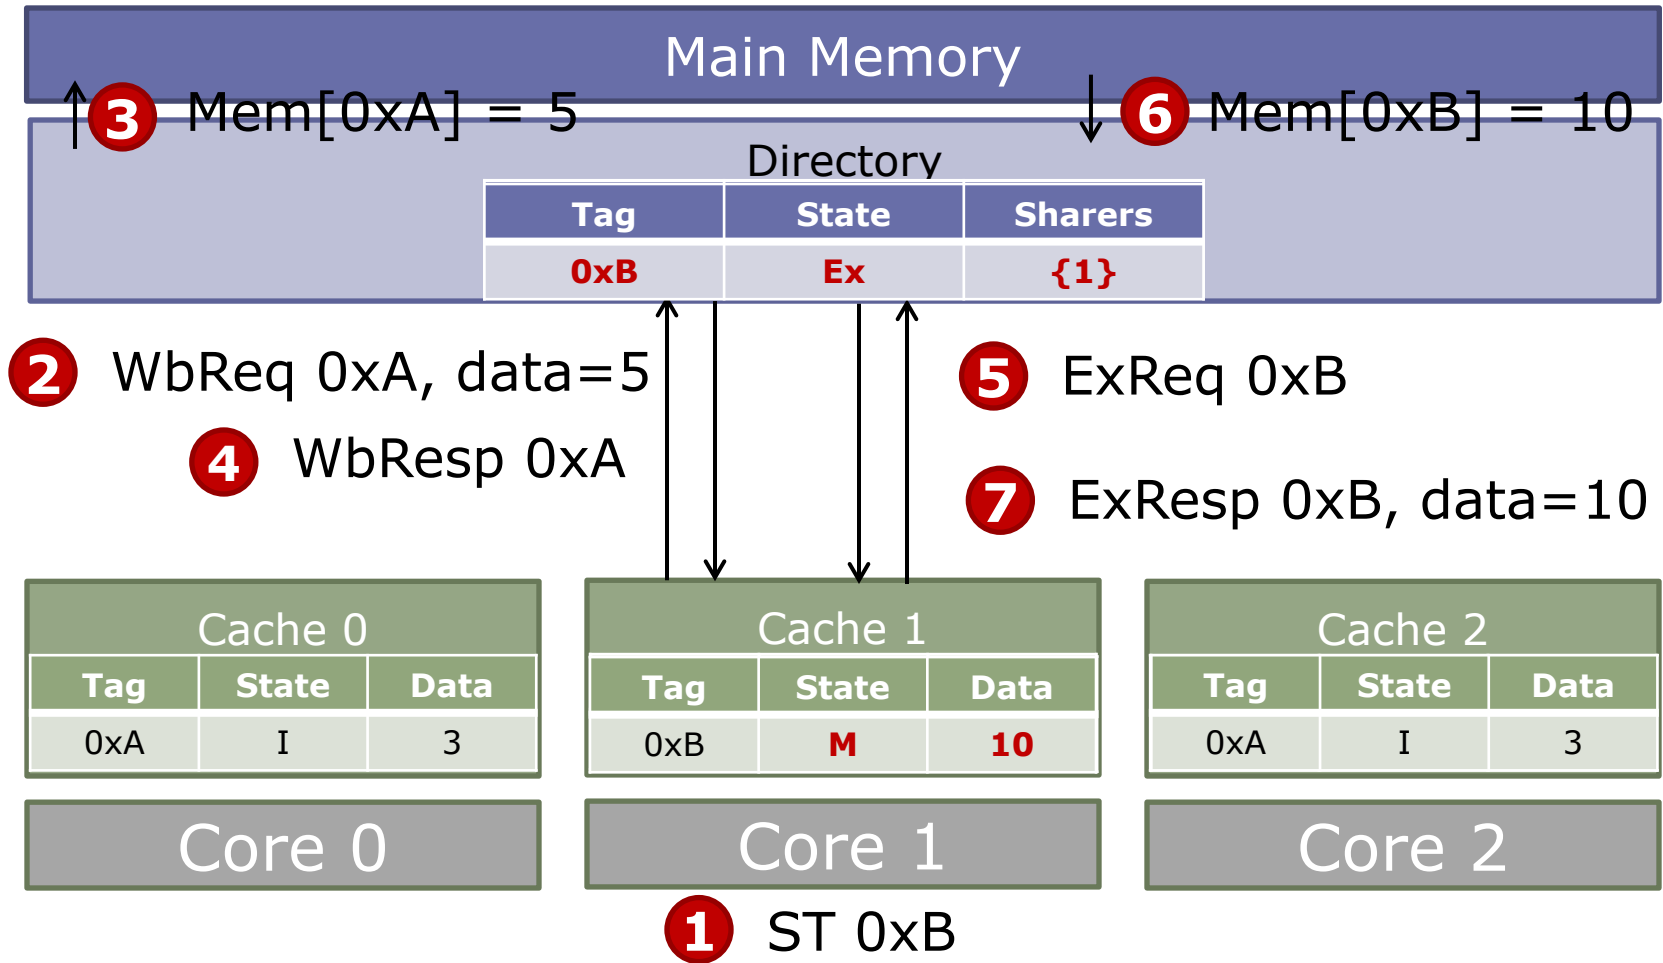 Main Memory
3 Mem[0xA] = 5
6 Mem[0xB] = 10
Directory
Tag State Sharers
0xB Ex {1}
2 WbReq 0xA, data=5
5 ExReq 0xB
4 WbResp 0xA
7 ExResp 0xB, data=10
Cache 0
Tag State Data
0xA I 3
Core 0
Cache 1
Tag State Data
0xB M 10
Core 1
Cache 2
Tag State Data
0xA I 3
Core 2
1 ST 0xB